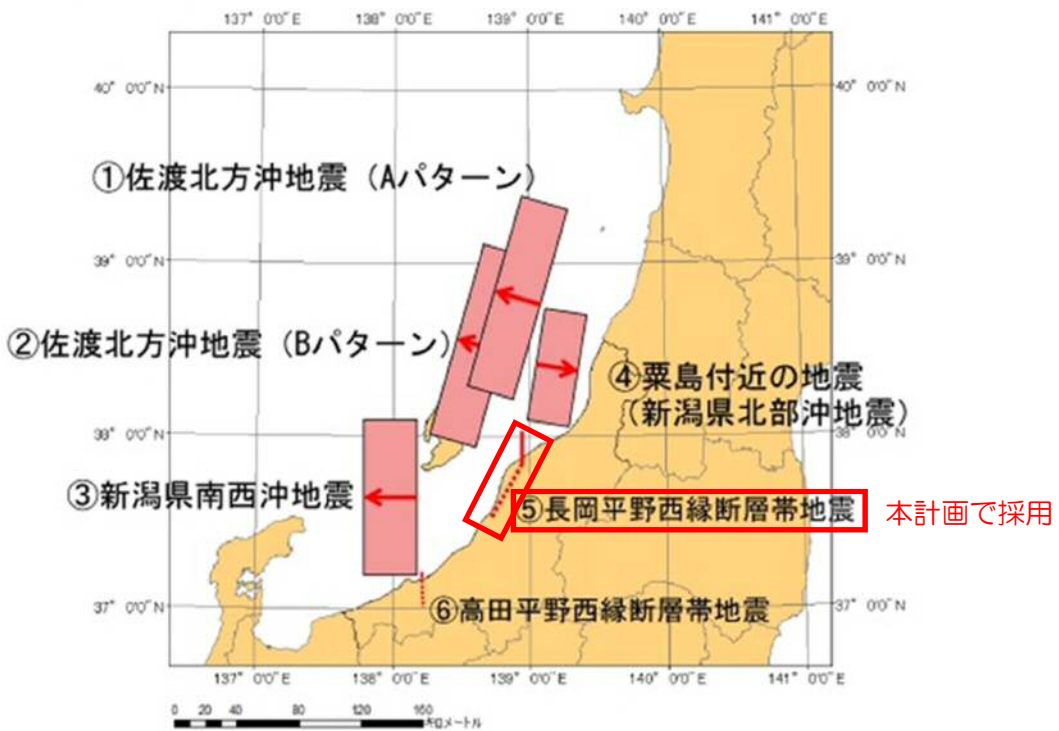 137° 0'0"E 138° 0'0"E 139° 0'0"E 140° 0'0"E 141° 0'0"E
40° 0'0"N 40° 0'0"N
①佐渡北方沖地震（Aパターン）
39° 0'0"N 39° 0'0"N
②佐渡北方沖地震（Bパターン）
④粟島付近の地震
（新潟県北部沖地震）
38° 0'0"N 38° 0'0"N
③新潟県南西沖地震
⑤長岡平野西縁断層帯地震 本計画で採用
37° 0'0"N 37° 0'0"N
⑥高田平野西縁断層帯地震
137° 0'0"E 138° 0'0"E 139° 0'0"E 140° 0'0"E 141° 0'0"E
0 20 40 80 120 160
キロメートル